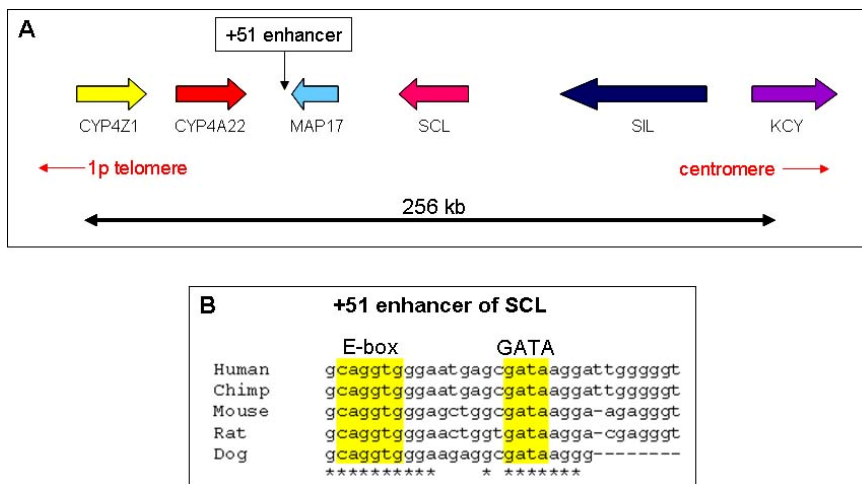 A
+51 enhancer
CYP4Z1 CYP4A22 MAP17 SCL SIL KCY
1p telomere centromere
256 kb
B +51 enhancer of SCL
E-box GATA
Human gcaggtgggaatgagcgataaggattgggggt
Chimp gcaggtgggaatgagcgataaggattgggggt
Mouse gcaggtgggagctggcgataagga-agagggt
Rat gcaggtgggaactggtgataagga-cgagggt
Dog gcaggtgggaagaggcgataaggg--------
********** * *******